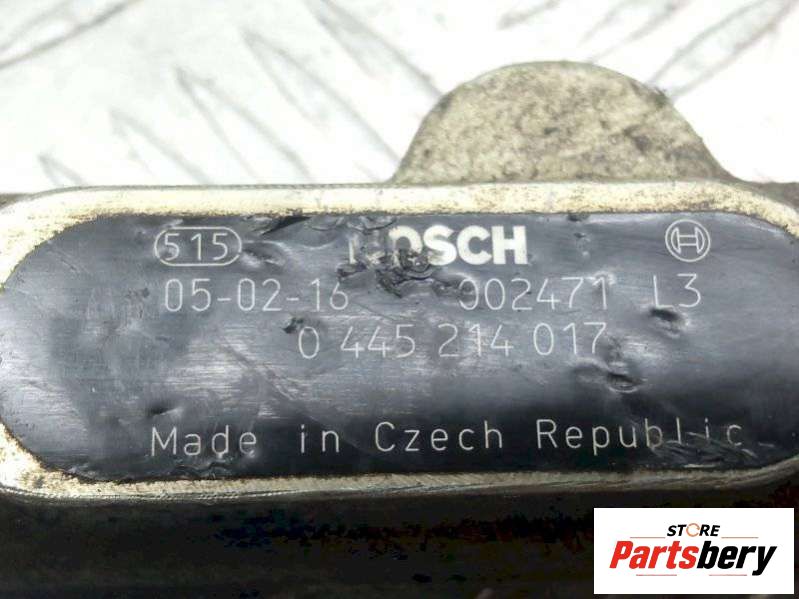 515 BOSCH
05-02-16 002471 L3
0 445 214 017
Made in Czech Republic
STORE
Partsbery